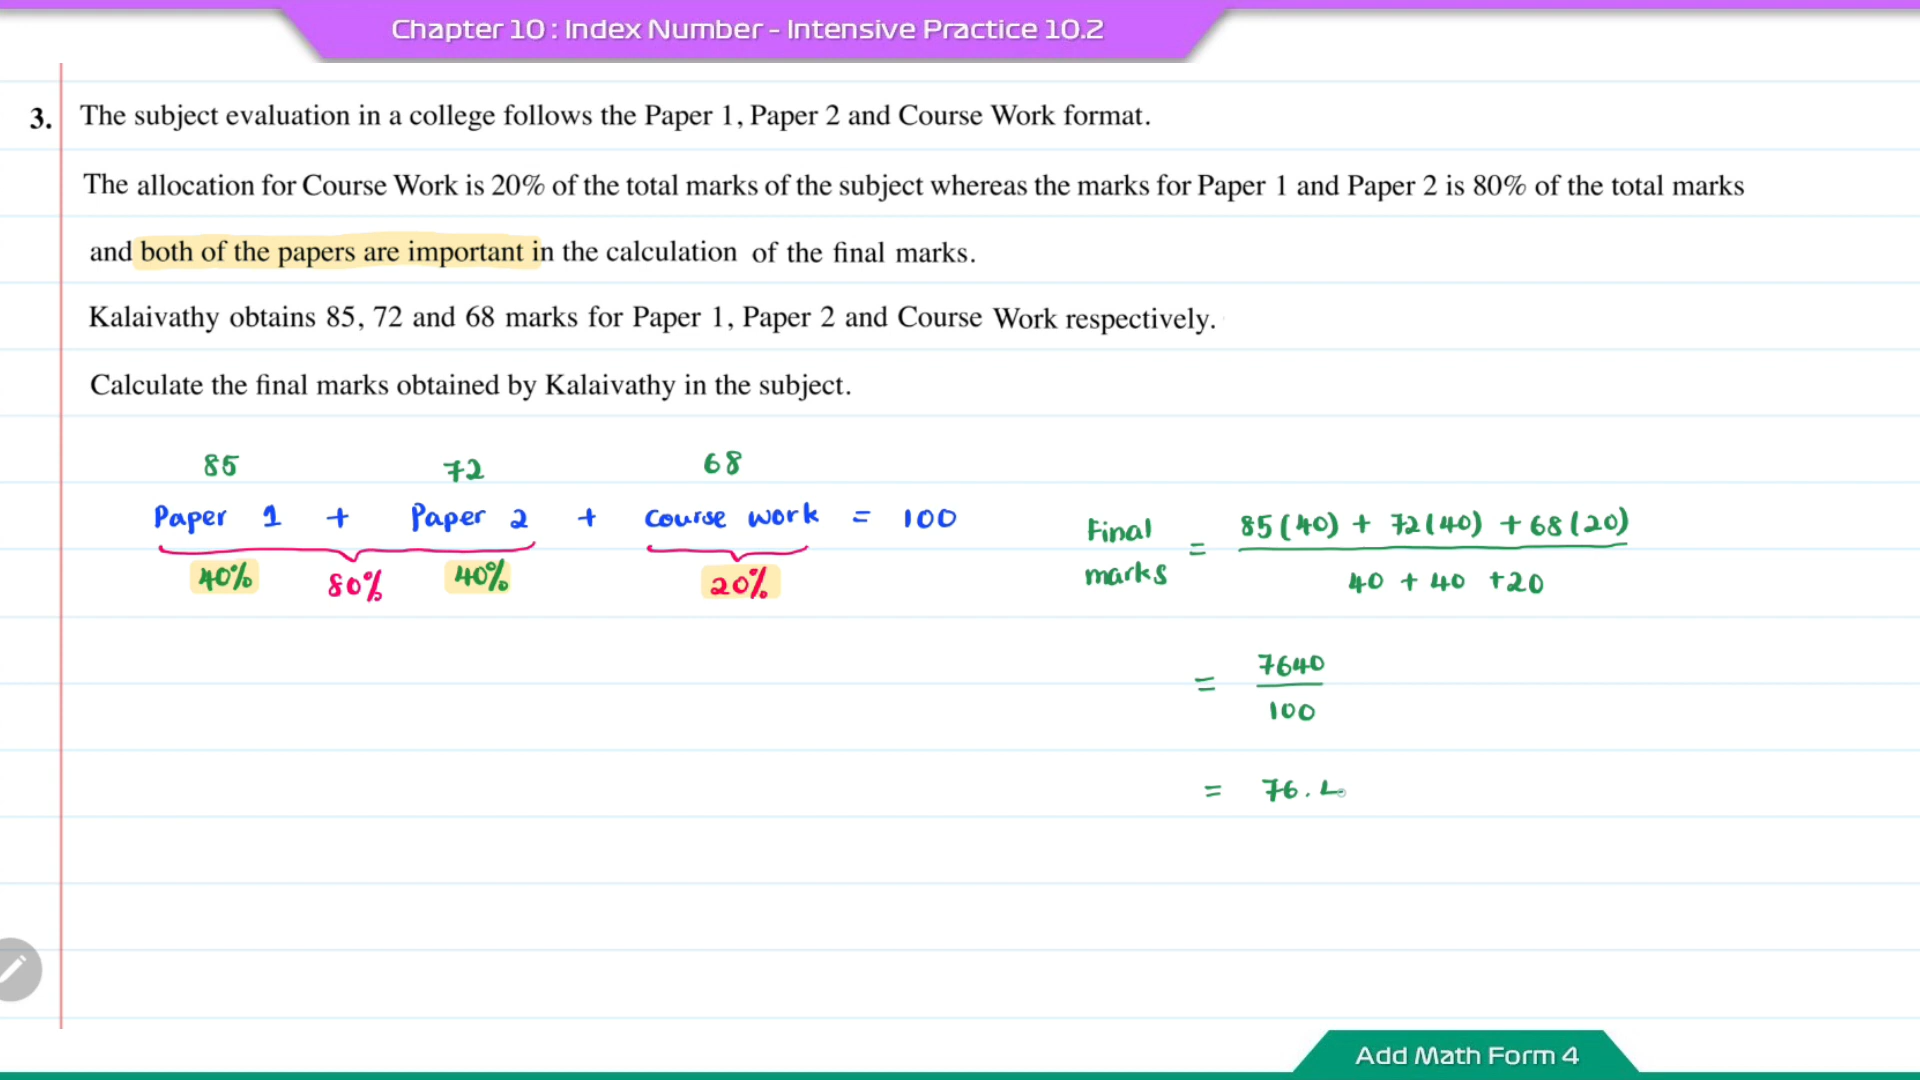 Chapter 10 : Index Number - Intensive Practice 10.2
3. The subject evaluation in a college follows the Paper 1, Paper 2 and Course Work format.
The allocation for Course Work is 20% of the total marks of the subject whereas the marks for Paper 1 and Paper 2 is 80% of the total marks
and both of the papers are important in the calculation of the final marks.
Kalaivathy obtains 85, 72 and 68 marks for Paper 1, Paper 2 and Course Work respectively.
Calculate the final marks obtained by Kalaivathy in the subject.
85 72 68
Paper 1 + Paper 2 + Course work = 100
40% 80% 40% 20%
Final marks = 85(40) + 72(40) + 68(20)
40 + 40 + 20
= 7640
100
= 76.4
Add Math Form 4